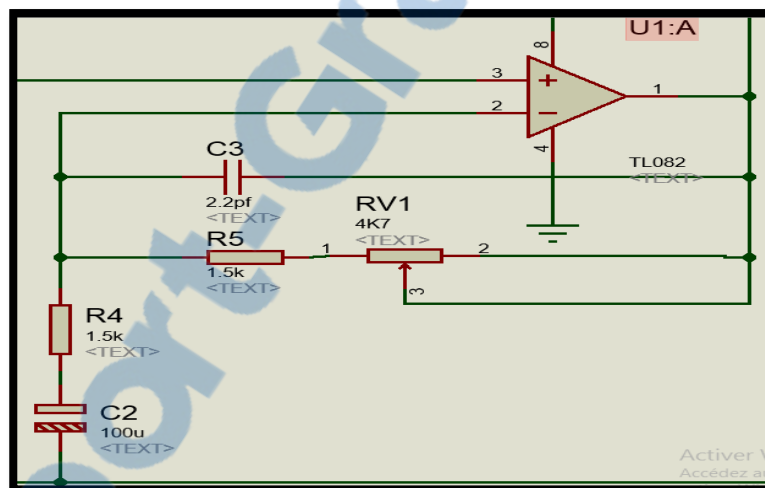 U1:A
8
3
2
1
4
TL082
<TEXT>
C3
2.2pf
<TEXT>
RV1
4K7
<TEXT>
1
2
3
R5
1.5k
<TEXT>
R4
1.5k
<TEXT>
C2
100u
<TEXT>
Activer
Accédez